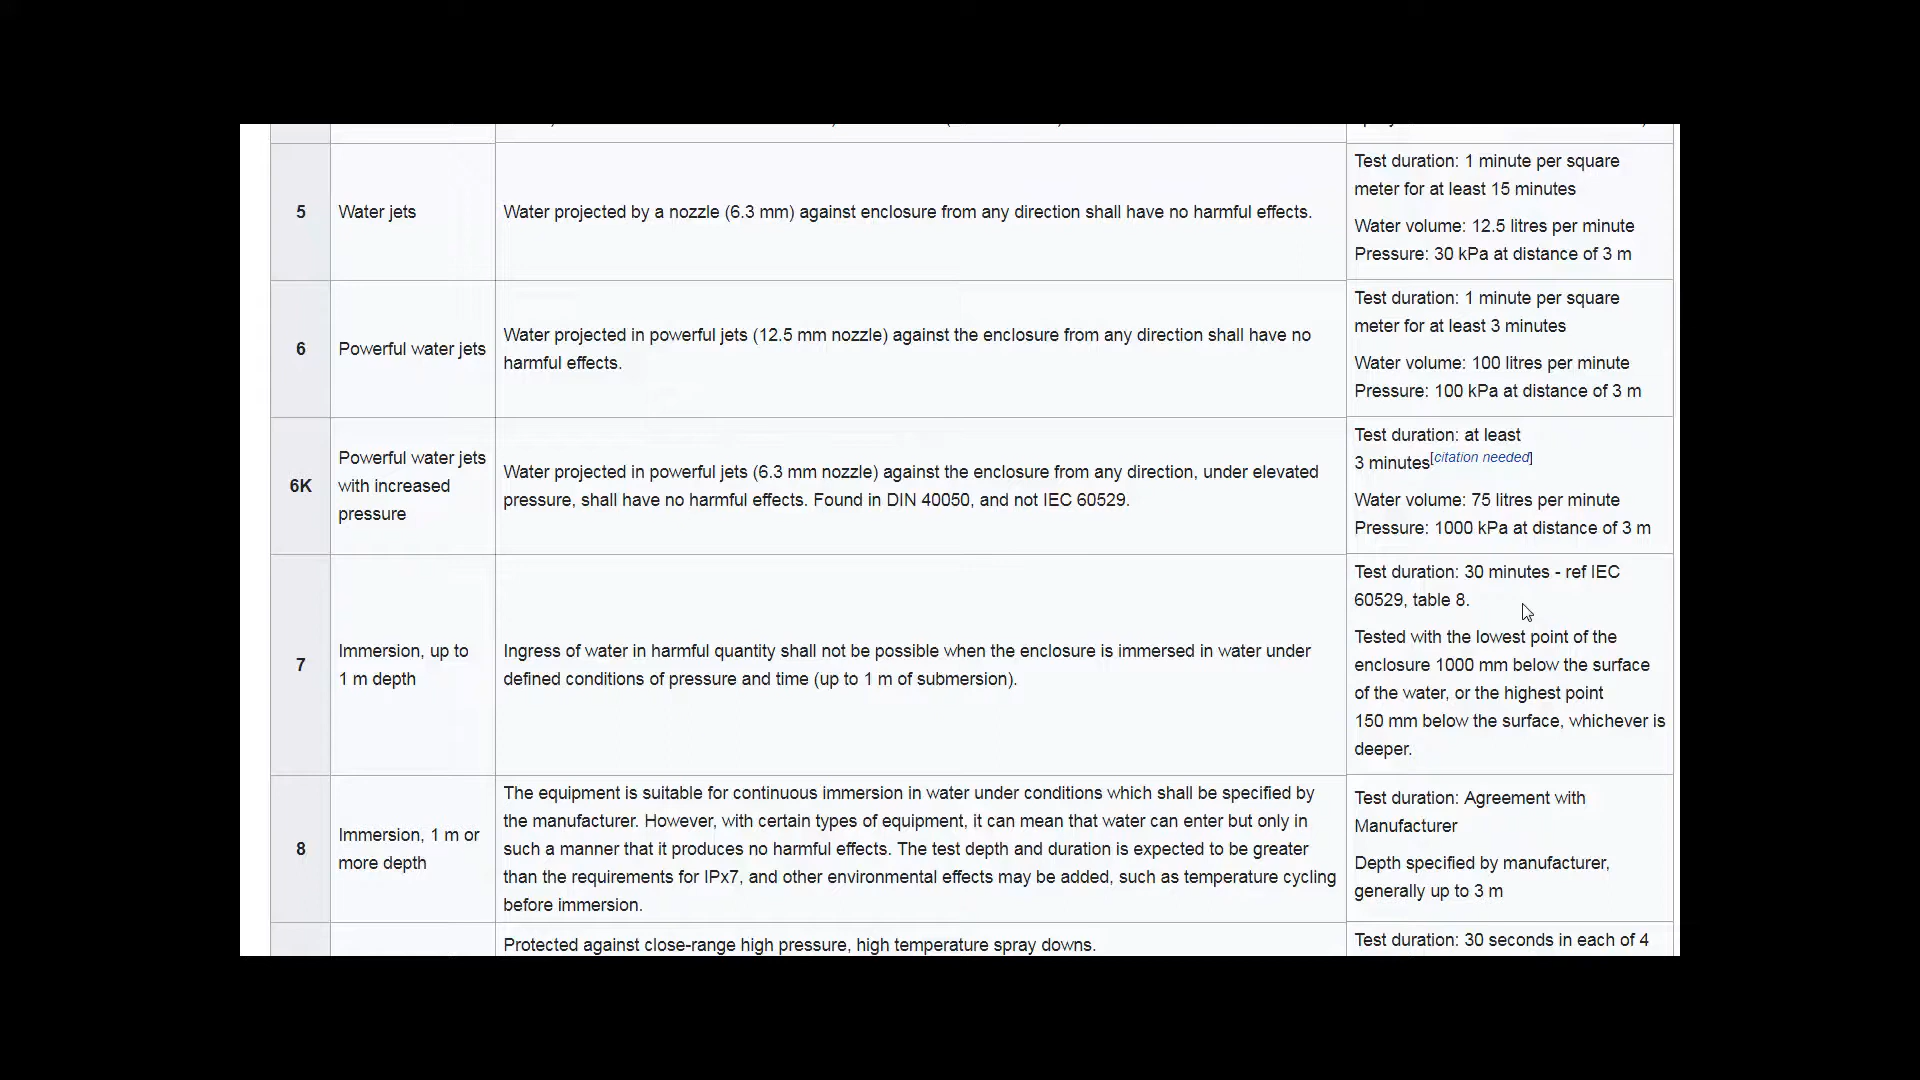 5
Water jets
Water projected by a nozzle (6.3 mm) against enclosure from any direction shall have no harmful effects.
Test duration: 1 minute per square
meter for at least 15 minutes
Water volume: 12.5 litres per minute
Pressure: 30 kPa at distance of 3 m
6
Powerful water jets
Water projected in powerful jets (12.5 mm nozzle) against the enclosure from any direction shall have no
harmful effects.
Test duration: 1 minute per square
meter for at least 3 minutes
Water volume: 100 litres per minute
Pressure: 100 kPa at distance of 3 m
6K
Powerful water jets
with increased
pressure
Water projected in powerful jets (6.3 mm nozzle) against the enclosure from any direction, under elevated
pressure, shall have no harmful effects. Found in DIN 40050, and not IEC 60529.
Test duration: at least
3 minutes[citation needed]
Water volume: 75 litres per minute
Pressure: 1000 kPa at distance of 3 m
7
Immersion, up to
1 m depth
Ingress of water in harmful quantity shall not be possible when the enclosure is immersed in water under
defined conditions of pressure and time (up to 1 m of submersion).
Test duration: 30 minutes - ref IEC
60529, table 8.
Tested with the lowest point of the
enclosure 1000 mm below the surface
of the water, or the highest point
150 mm below the surface, whichever is
deeper.
8
Immersion, 1 m or
more depth
The equipment is suitable for continuous immersion in water under conditions which shall be specified by
the manufacturer. However, with certain types of equipment, it can mean that water can enter but only in
such a manner that it produces no harmful effects. The test depth and duration is expected to be greater
than the requirements for IPx7, and other environmental effects may be added, such as temperature cycling
before immersion.
Test duration: Agreement with
Manufacturer
Depth specified by manufacturer,
generally up to 3 m
Protected against close-range high pressure, high temperature spray downs.
Test duration: 30 seconds in each of 4